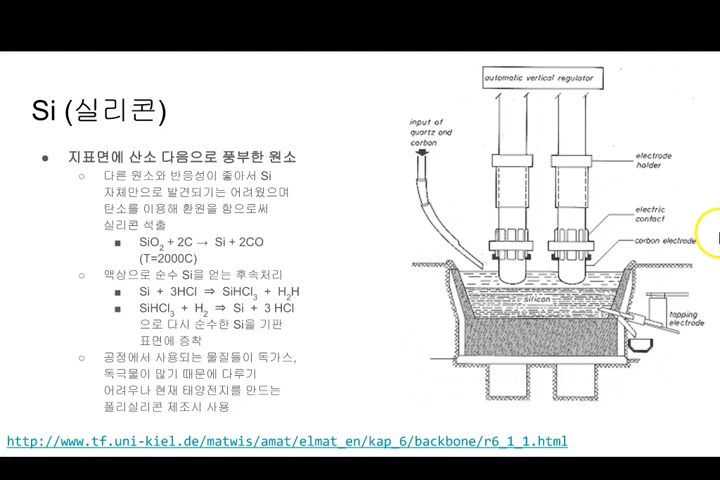 Si (실리콘)
● 지표면에 산소 다음으로 풍부한 원소
○ 다른 원소와 반응성이 좋아서 Si
자체만으로 발견되기는 어려웠으며
탄소를 이용해 환원을 함으로써
실리콘 석출
■ SiO₂ + 2C → Si + 2CO
(T=2000C)
○ 액상으로 순수 Si을 얻는 후속처리
■ Si + 3HCl ⇒ SiHCl₃ + H₂H
■ SiHCl₃ + H₂ ⇒ Si + 3 HCl
으로 다시 순수한 Si을 기판
표면에 증착
○ 공정에서 사용되는 물질들이 독가스,
독극물이 많기 때문에 다루기
어려우나 현재 태양전지를 만드는
폴리실리콘 제조시 사용
automatic vertical regulator
input of
quartz and
carbon
electrode
holder
electric
contact
carbon electrode
silicon
tapping
electrode
http://www.tf.uni-kiel.de/matwis/amat/elmat_en/kap_6/backbone/r6_1_1.html